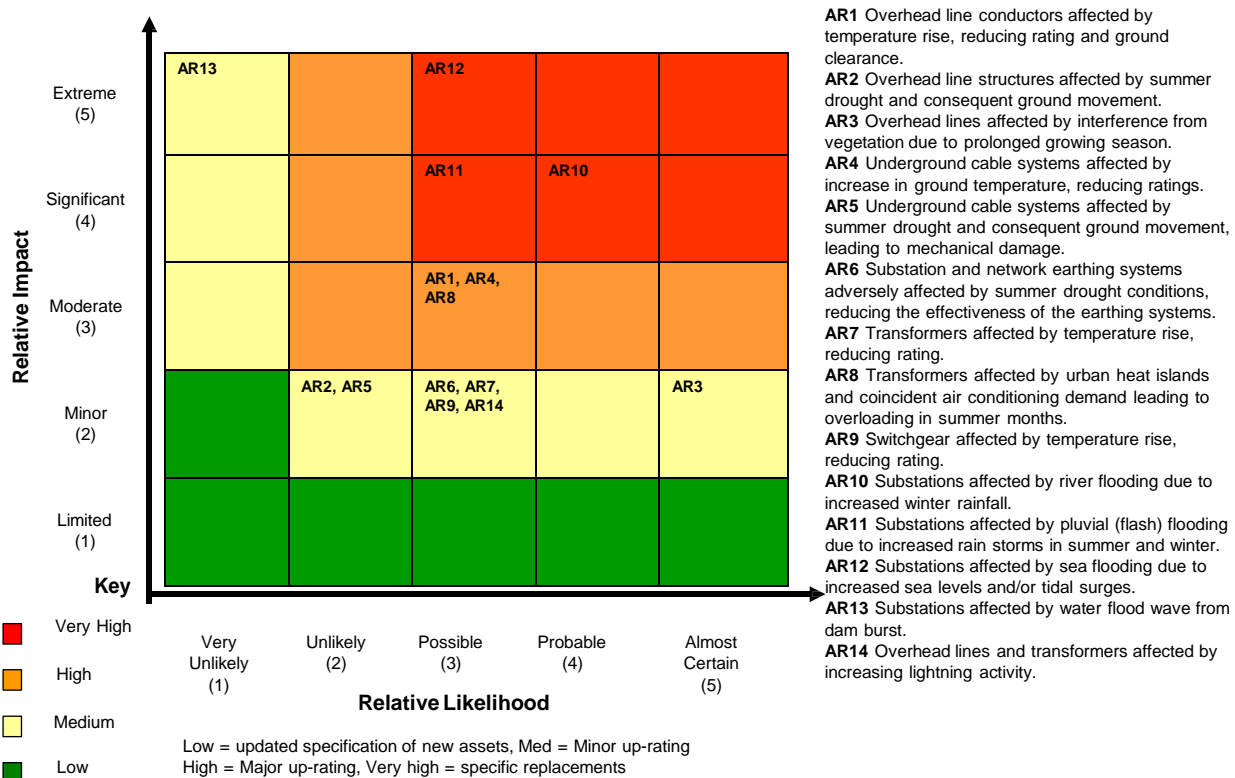 AR13
AR12
Extreme
(5)
AR11
AR10
Significant
(4)
AR1, AR4,
AR8
Moderate
(3)
AR2, AR5
AR6, AR7,
AR9, AR14
AR3
Minor
(2)
Limited
(1)
Relative Impact
Key
Very High
High
Medium
Low
Very
Unlikely
(1)
Unlikely
(2)
Possible
(3)
Probable
(4)
Almost
Certain
(5)
Relative Likelihood
Low = updated specification of new assets, Med = Minor up-rating
High = Major up-rating, Very high = specific replacements
AR1 Overhead line conductors affected by
temperature rise, reducing rating and ground
clearance.
AR2 Overhead line structures affected by summer
drought and consequent ground movement.
AR3 Overhead lines affected by interference from
vegetation due to prolonged growing season.
AR4 Underground cable systems affected by
increase in ground temperature, reducing ratings.
AR5 Underground cable systems affected by
summer drought and consequent ground movement,
leading to mechanical damage.
AR6 Substation and network earthing systems
adversely affected by summer drought conditions,
reducing the effectiveness of the earthing systems.
AR7 Transformers affected by temperature rise,
reducing rating.
AR8 Transformers affected by urban heat islands
and coincident air conditioning demand leading to
overloading in summer months.
AR9 Switchgear affected by temperature rise,
reducing rating.
AR10 Substations affected by river flooding due to
increased winter rainfall.
AR11 Substations affected by pluvial (flash) flooding
due to increased rain storms in summer and winter.
AR12 Substations affected by sea flooding due to
increased sea levels and/or tidal surges.
AR13 Substations affected by water flood wave from
dam burst.
AR14 Overhead lines and transformers affected by
increasing lightning activity.